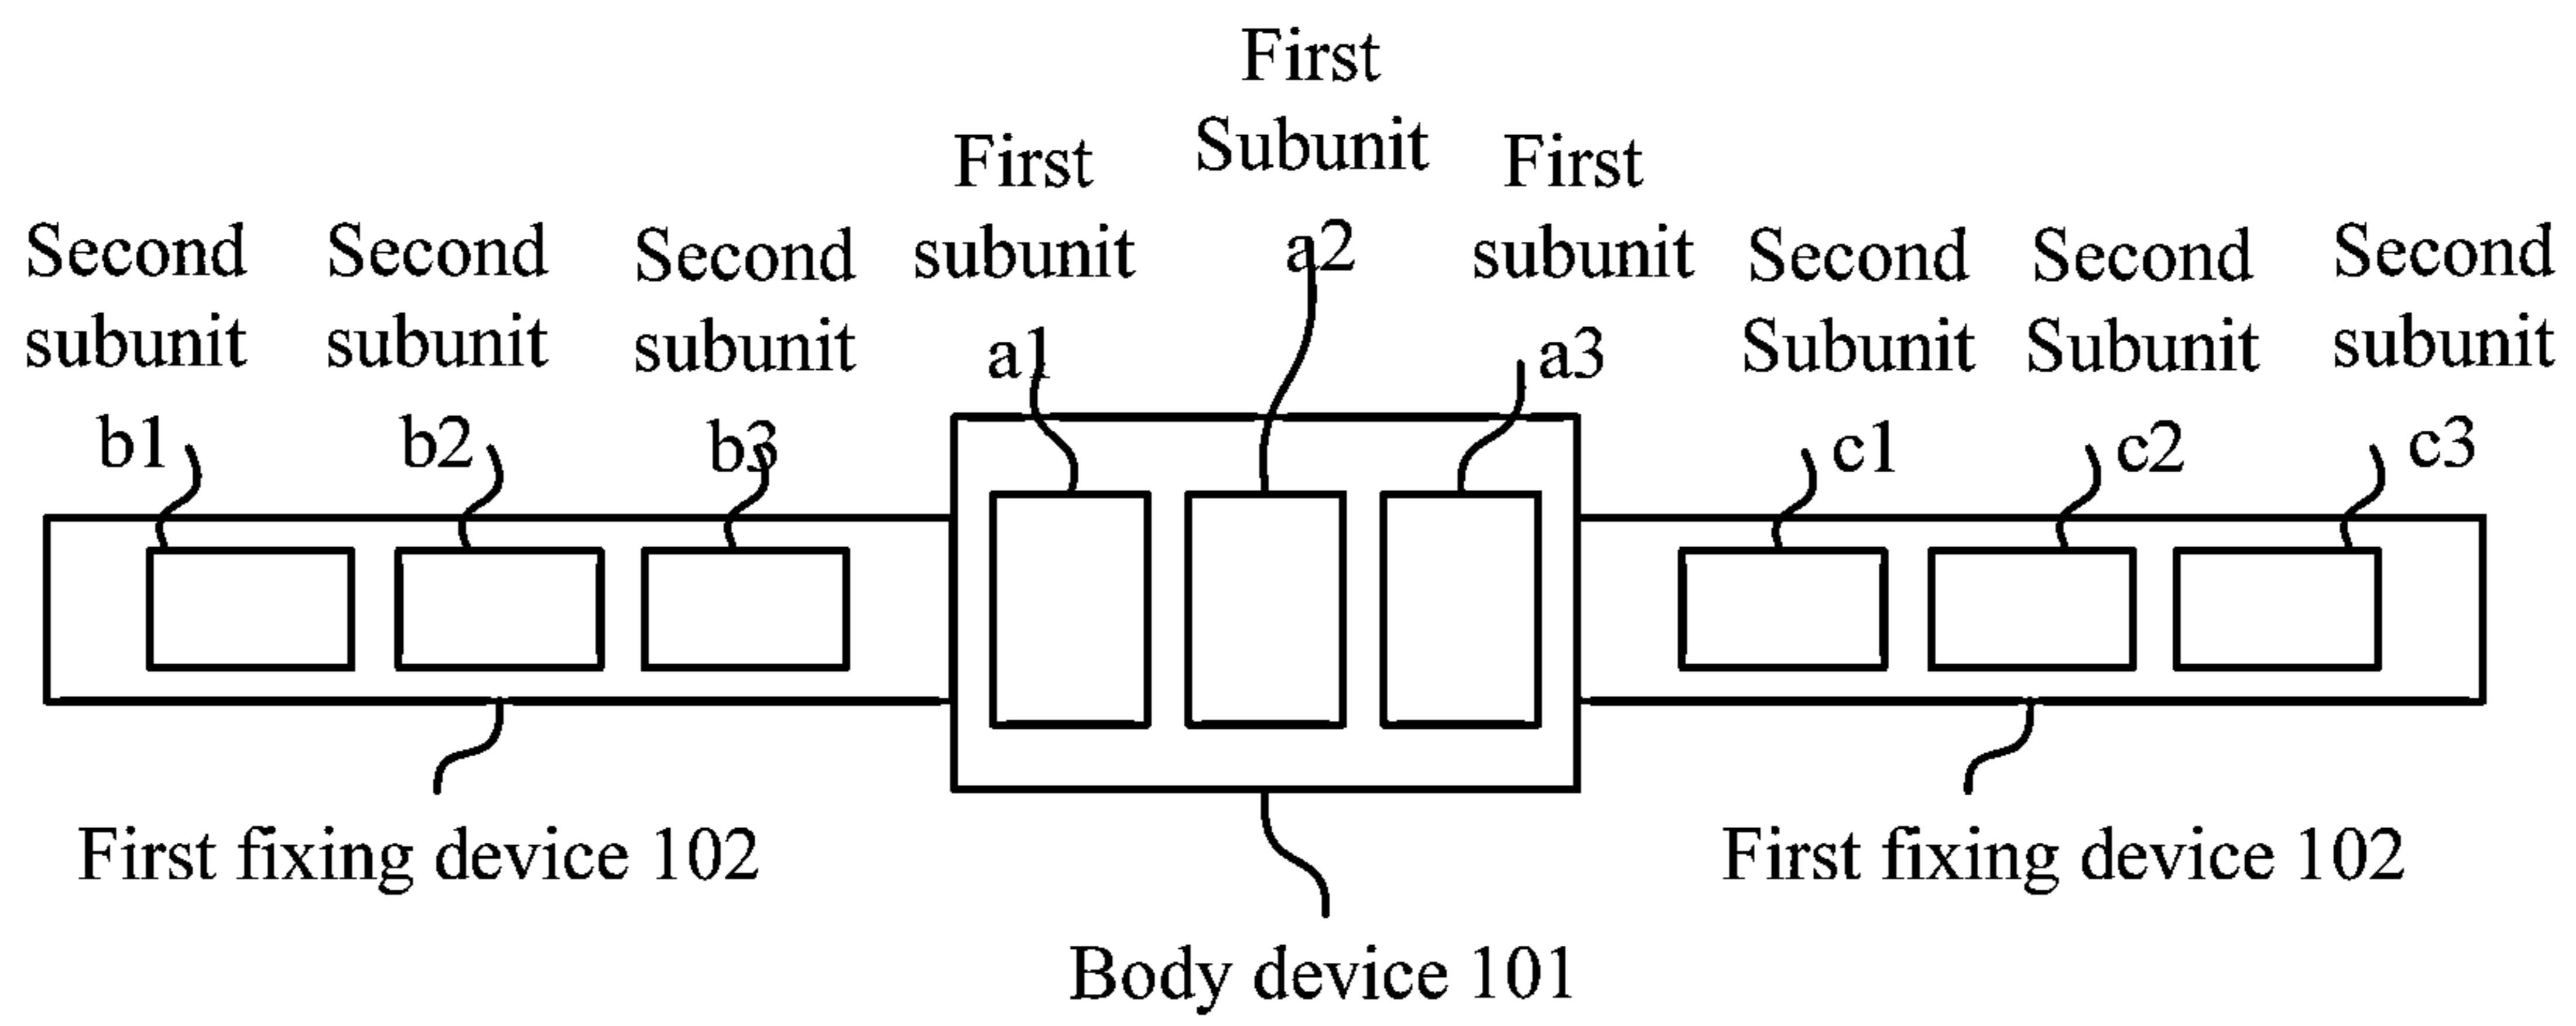 Second
subunit
b1
Second
subunit
b2
Second
subunit
b3
First
subunit
a1
First
Subunit
a2
First
subunit
a3
Second
Subunit
c1
Second
Subunit
c2
Second
subunit
c3
First fixing device 102
Body device 101
First fixing device 102